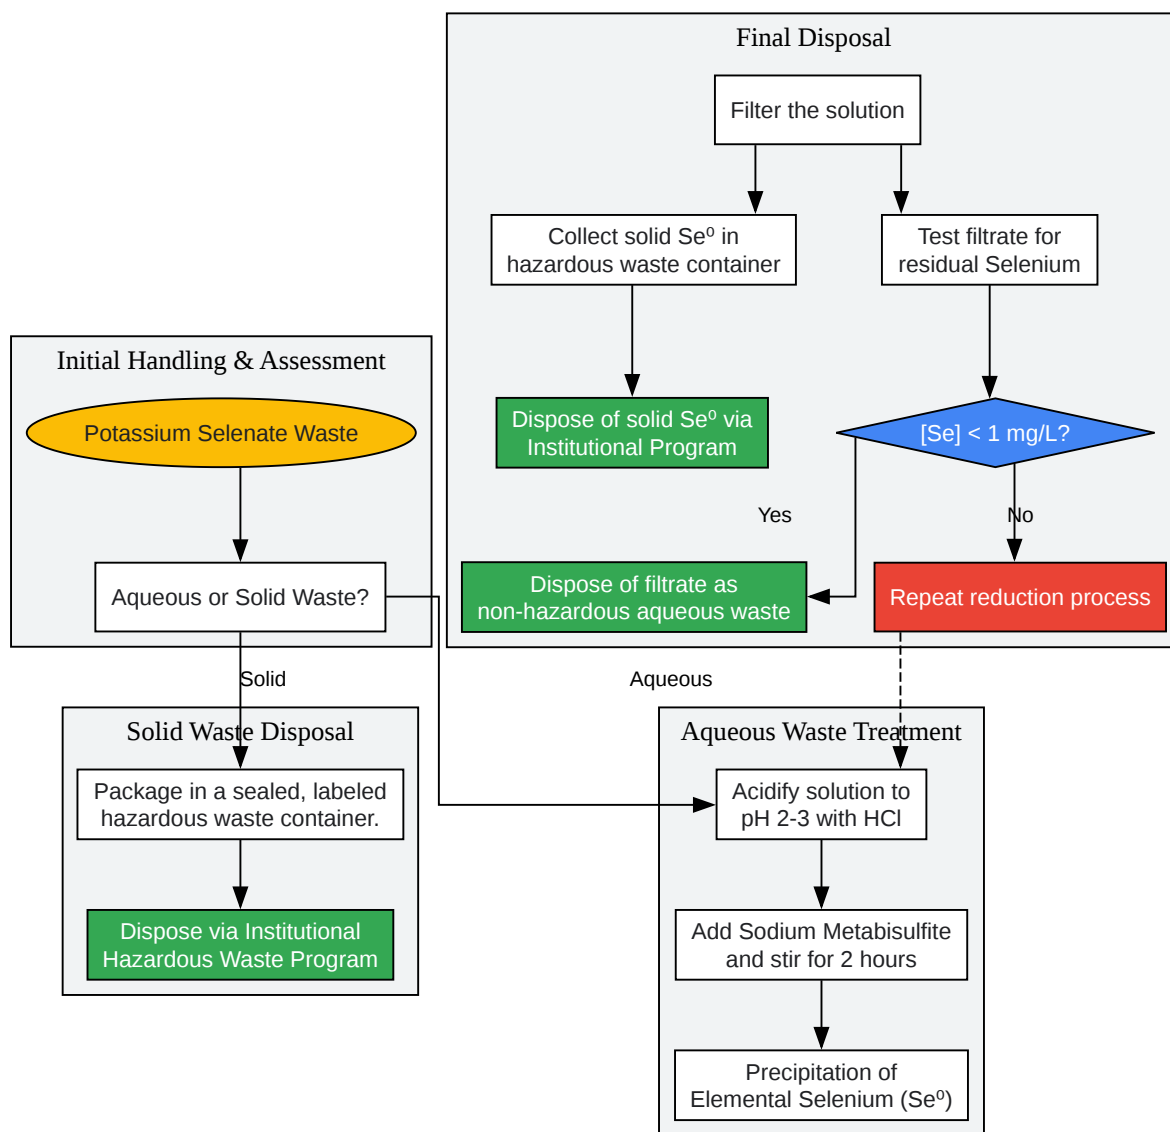 Final Disposal
Filter the solution
Collect solid Se⁰ in
hazardous waste container
Test filtrate for
residual Selenium
Dispose of solid Se⁰ via
Institutional Program
[Se] < 1 mg/L?
Yes
No
Dispose of filtrate as
non-hazardous aqueous waste
Repeat reduction process
Initial Handling & Assessment
Potassium Selenate Waste
Aqueous or Solid Waste?
Solid
Aqueous
Solid Waste Disposal
Package in a sealed, labeled
hazardous waste container.
Dispose via Institutional
Hazardous Waste Program
Aqueous Waste Treatment
Acidify solution to
pH 2-3 with HCl
Add Sodium Metabisulfite
and stir for 2 hours
Precipitation of
Elemental Selenium (Se⁰)